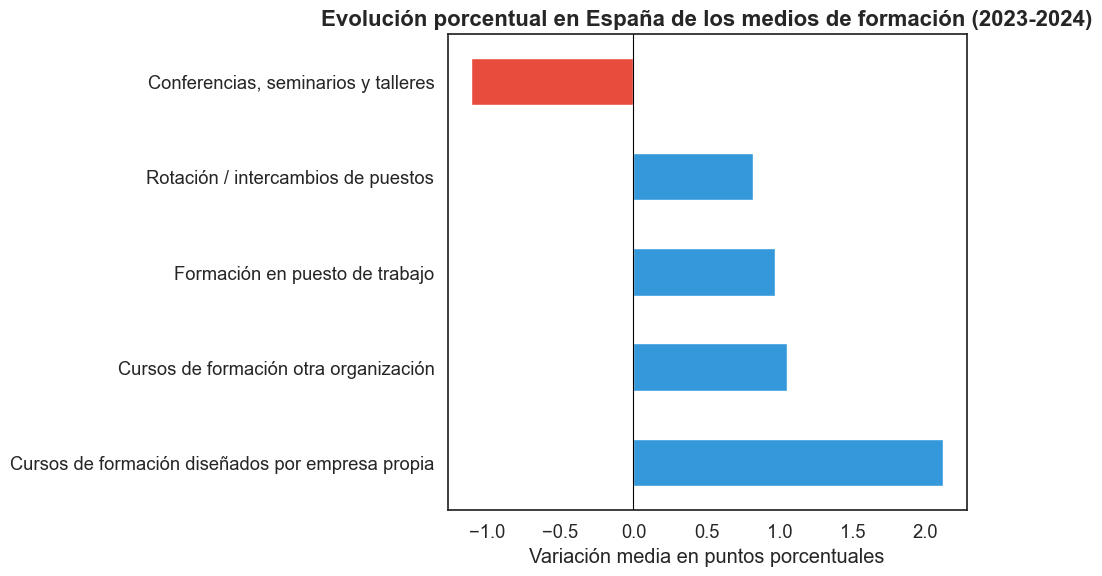 Evolución porcentual en España de los medios de formación (2023-2024)
Conferencias, seminarios y talleres
Rotación / intercambios de puestos
Formación en puesto de trabajo
Cursos de formación otra organización
Cursos de formación diseñados por empresa propia
−1.0 −0.5 0.0 0.5 1.0 1.5 2.0
Variación media en puntos porcentuales